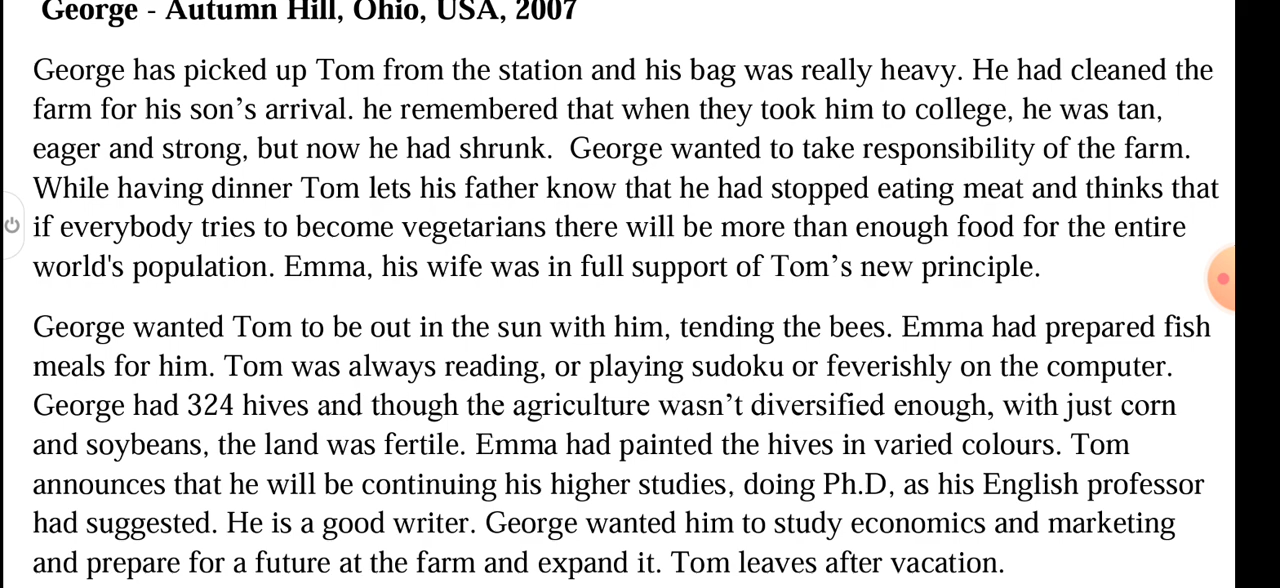 George - Autumn Hill, Ohio, USA, 2007
George has picked up Tom from the station and his bag was really heavy. He had cleaned the
farm for his son’s arrival. he remembered that when they took him to college, he was tan,
eager and strong, but now he had shrunk.  George wanted to take responsibility of the farm.
While having dinner Tom lets his father know that he had stopped eating meat and thinks that
if everybody tries to become vegetarians there will be more than enough food for the entire
world's population. Emma, his wife was in full support of Tom’s new principle.
George wanted Tom to be out in the sun with him, tending the bees. Emma had prepared fish
meals for him. Tom was always reading, or playing sudoku or feverishly on the computer.
George had 324 hives and though the agriculture wasn’t diversified enough, with just corn
and soybeans, the land was fertile. Emma had painted the hives in varied colours. Tom
announces that he will be continuing his higher studies, doing Ph.D, as his English professor
had suggested. He is a good writer. George wanted him to study economics and marketing
and prepare for a future at the farm and expand it. Tom leaves after vacation.